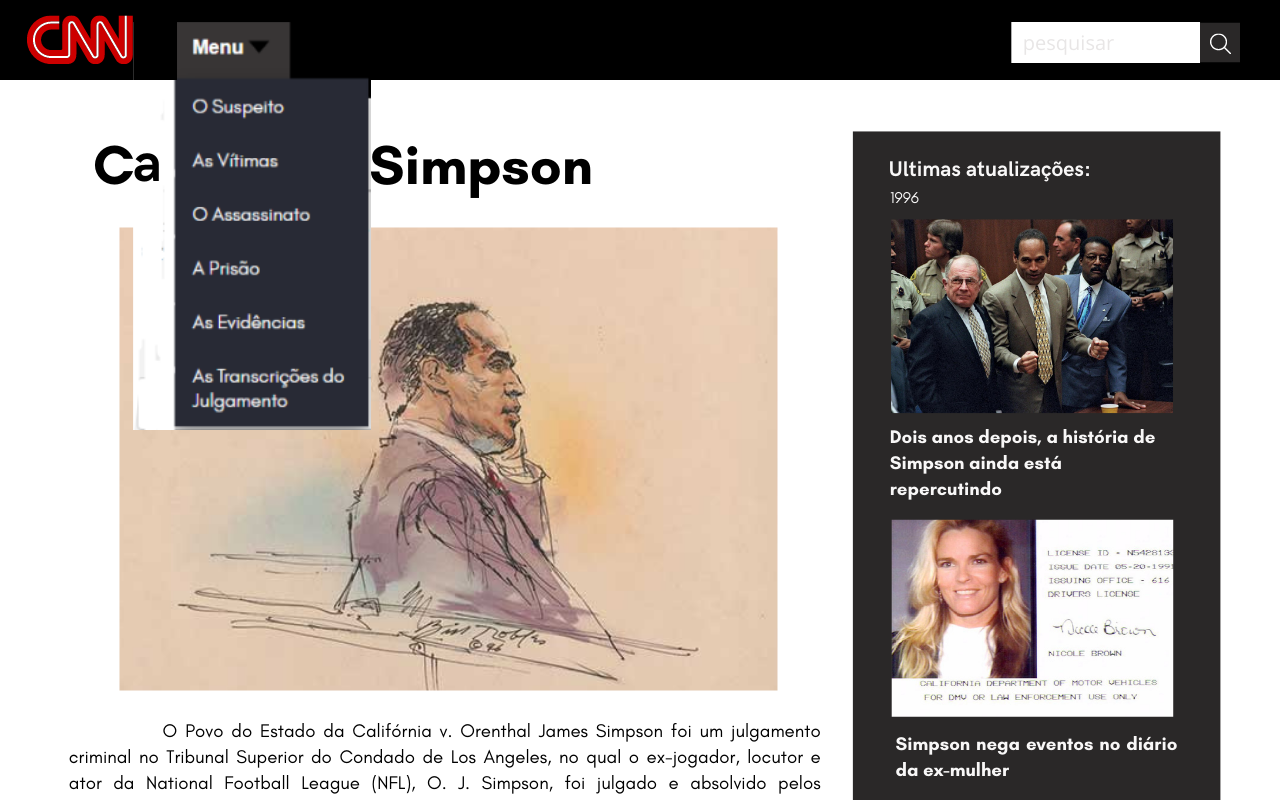 CNN
Menu
pesquisar
O Suspeito
As Vítimas
O Assassinato
A Prisão
As Evidências
As Transcrições do
Julgamento
Ca Simpson
Bill Robles
© 96
O Povo do Estado da Califórnia v. Orenthal James Simpson foi um julgamento
criminal no Tribunal Superior do Condado de Los Angeles, no qual o ex-jogador, locutor e
ator da National Football League (NFL), O. J. Simpson, foi julgado e absolvido pelos
Ultimas atualizações:
1996
Dois anos depois, a história de
Simpson ainda está
repercutindo
LICENSE ID - N542813
ISSUE DATE 05-20-199
ISSUING OFFICE - 616
DRIVERS LICENSE
Nicole Brown
NICOLE BROWN
CALIFORNIA DEPARTMENT OF MOTOR VEHICLES
FOR DMV OR LAW ENFORCEMENT USE ONLY
Simpson nega eventos no diário
da ex-mulher